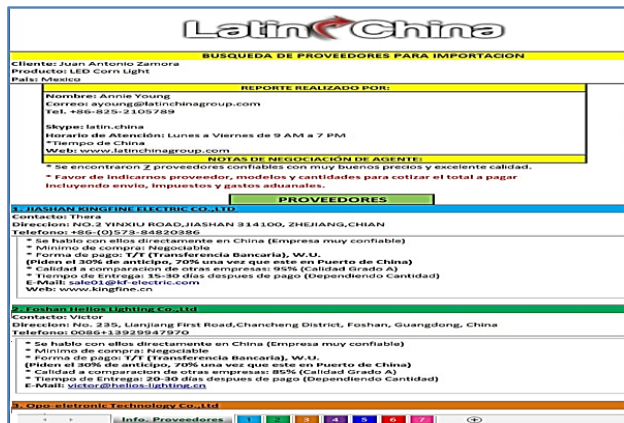 Latin China
BUSQUEDA DE PROVEEDORES PARA IMPORTACION
Cliente: Juan Antonio Zamora
Producto: LED Corn Light
País: Mexico
REPORTE REALIZADO POR:
Nombre: Annie Young
Correo: ayoung@latinchinagroup.com
Tel. +86-825-2105789
Skype: latin.china
Horario de Atención: Lunes a Viernes de 9 AM a 7 PM
*Tiempo de China
Web: www.latinchinagroup.com
NOTAS DE NEGOCIACIÓN DE AGENTE:
* Se encontraron 7 proveedores confiables con muy buenos precios y excelente calidad.
* Favor de indicarnos proveedor, modelos y cantidades para cotizar el total a pagar
Incluyendo envio, Impuestos y gastos aduanales.
PROVEEDORES
1. JIASHAN KINGFINE ELECTRIC CO.,LTD
Contacto: Thera
Direccion: NO.2 YINXIU ROAD,JIASHAN 314100, ZHEJIANG,CHIAN
Telefono: +86-(0)573-84820386
* Se hablo con ellos directamente en China (Empresa muy confiable)
* Minimo de compra: Negociable
* Forma de pago: T/T (Transferencia Bancaria), W.U.
(Piden el 30% de anticipo, 70% una vez que este en Puerto de China)
* Calidad a comparacion de otras empresas: 95% (Calidad Grado A)
* Tiempo de Entrega: 15-30 días despues de pago (Dependiendo Cantidad)
E-Mail: sale01@kf-electric.com
Web: www.kingfine.cn
2. Foshan Helios Lighting Co.,Ltd
Contacto: Victor
Direccion: No. 235, Lianjiang First Road,Chancheng District, Foshan, Guangdong, China
Telefono: 0086+13929947970
* Se hablo con ellos directamente en China (Empresa muy confiable)
* Minimo de compra: Negociable
* Forma de pago: T/T (Transferencia Bancaria), W.U.
(Piden el 30% de anticipo, 70% una vez que este en Puerto de China)
* Calidad a comparacion de otras empresas: 85% (Calidad Grado A)
* Tiempo de Entrega: 20-30 días despues de pago (Dependiendo Cantidad)
E-Mail: victor@helios-lighting.cn
3. Opo-eletronic Technology Co.,Ltd
Info. Proveedores 1 2 3 4 5 6 7